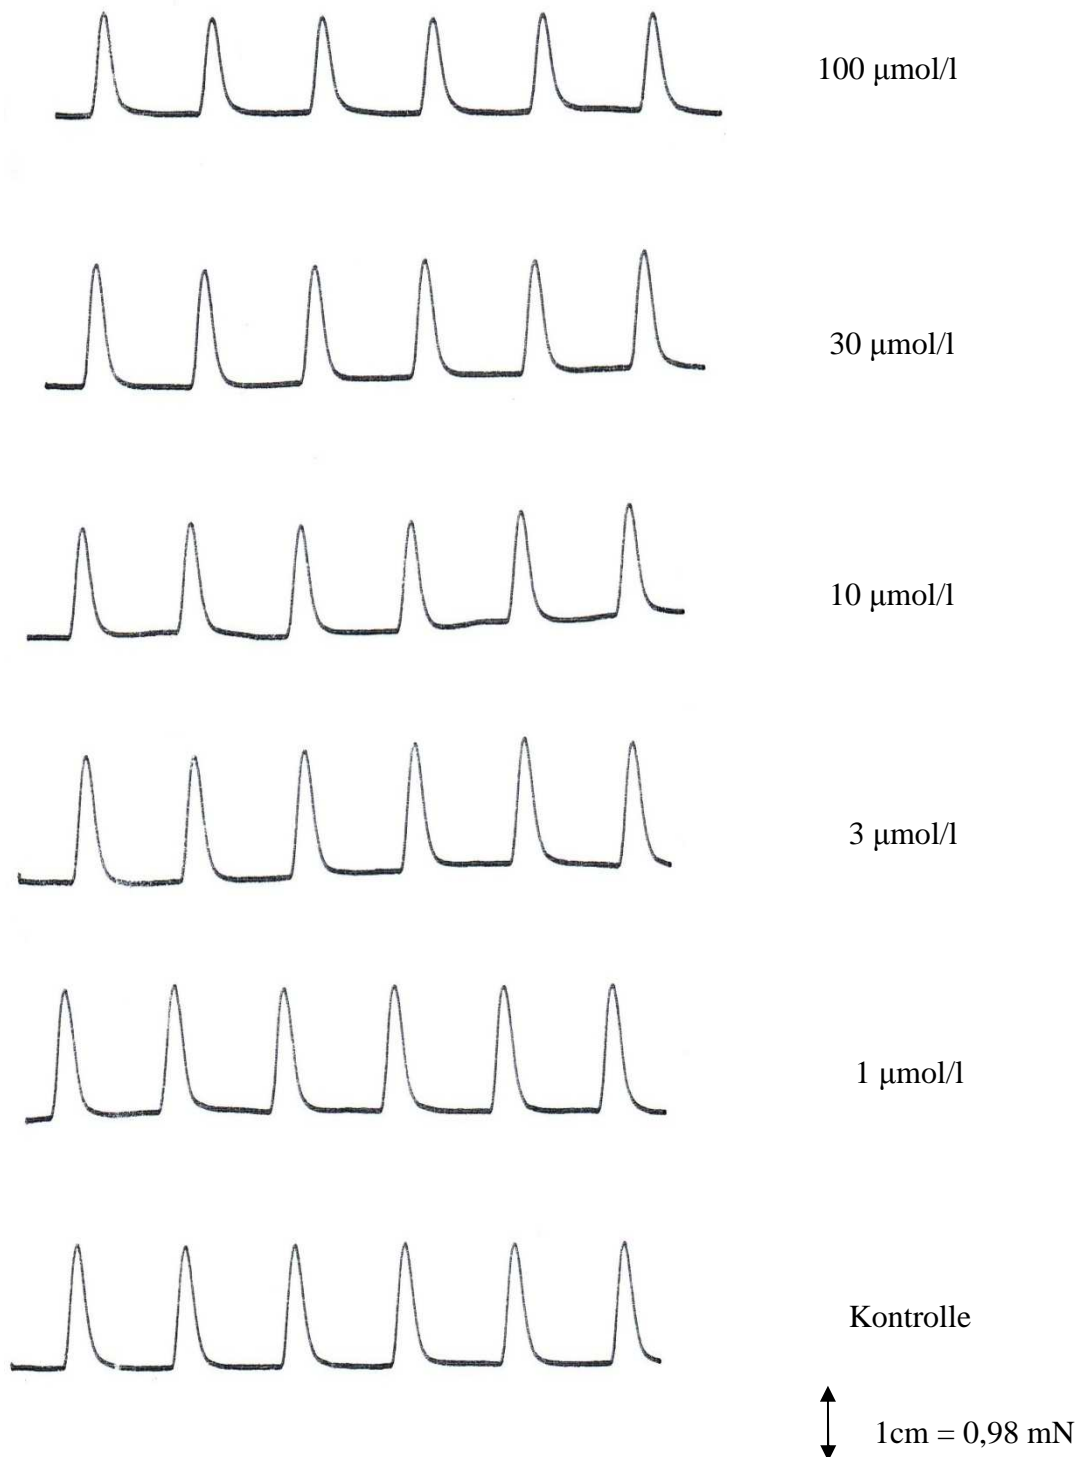 100 μmol/l
30 μmol/l
10 μmol/l
3 μmol/l
1 μmol/l
Kontrolle
1cm = 0,98 mN